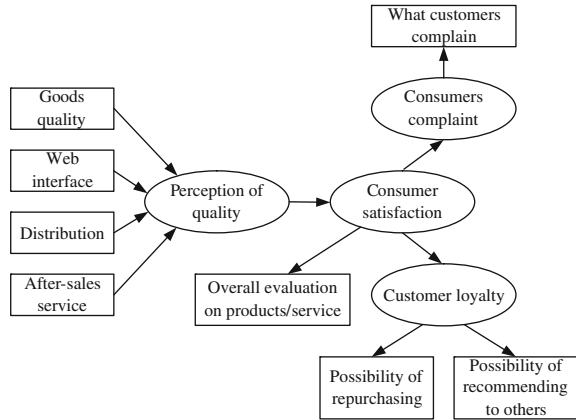 What customers
complain
Consumers
complaint
Goods
quality
Web
interface
Distribution
After-sales
service
Perception of
quality
Consumer
satisfaction
Overall evaluation
on products/service
Customer loyalty
Possibility of
repurchasing
Possibility of
recommending
to others